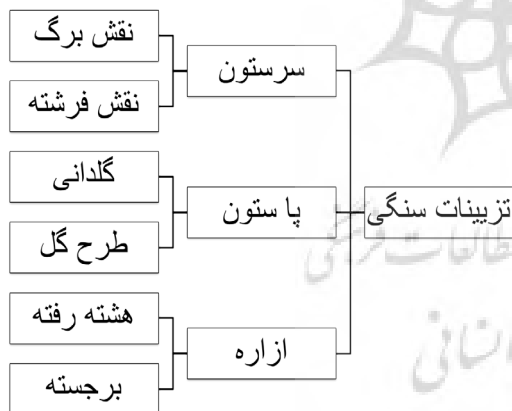 تزیینات سنگی
سرستون
نقش برگ
نقش فرشته
پا ستون
گلدانی
طرح گل
ازاره
هشته رفته
برجسته